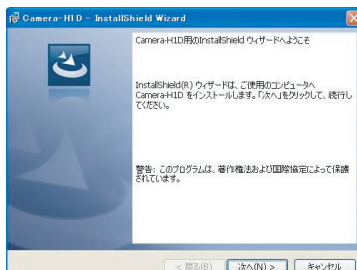 Camera-H1D - InstallShield Wizard
Camera-H1D用のInstallShield ウィザードへようこそ
InstallShield(R) ウィザードは、ご使用のコンピュータへ
Camera-H1D をインストールします。「次へ」をクリックして、続行し
てください。
警告: このプログラムは、著作権法および国際協定によって保護
されています。
< 戻る(B)
次へ(N) >
キャンセル